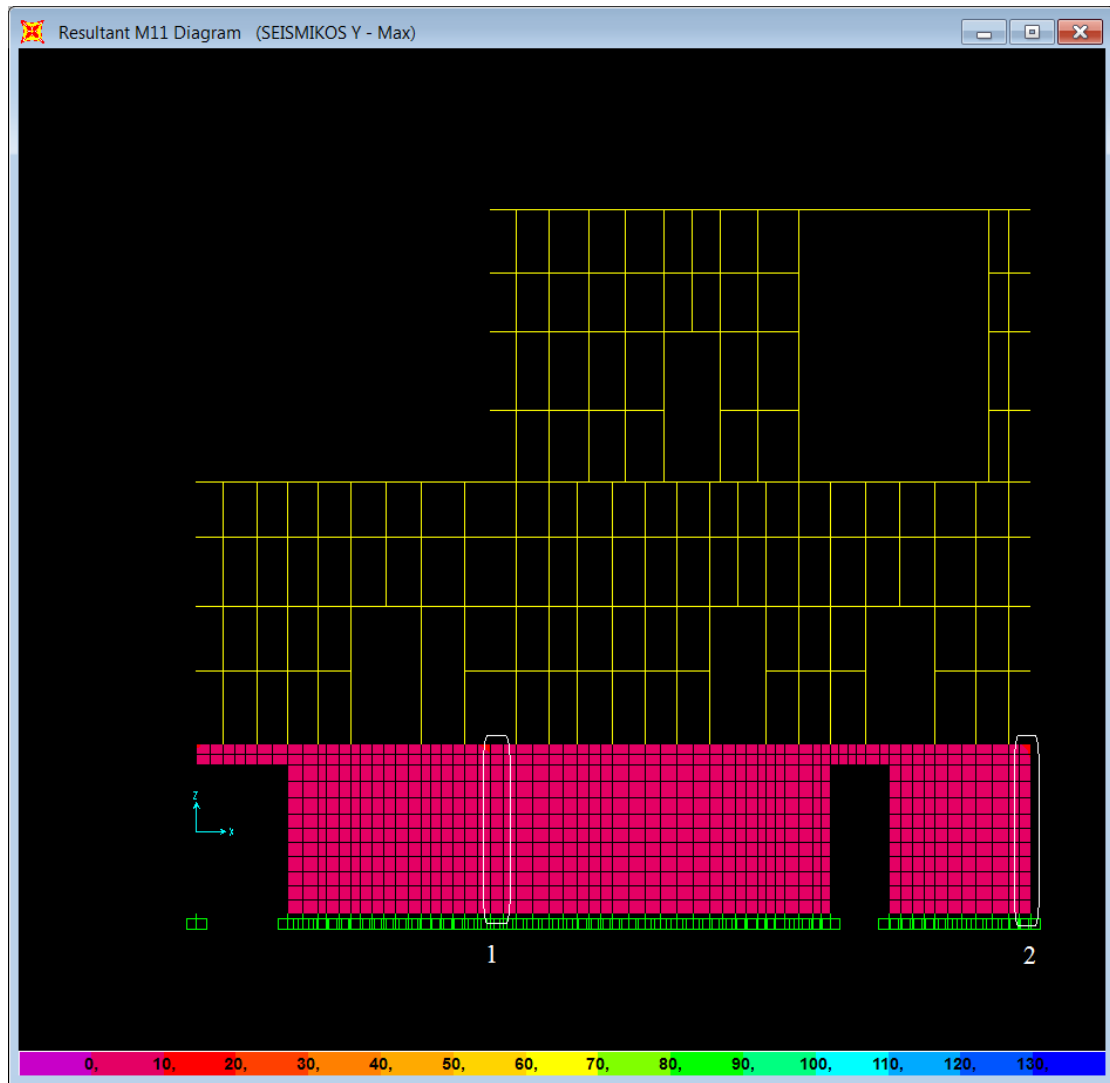 Resultant M11 Diagram (SEISMIKOS Y - Max)
Z
X
1 2
0, 10, 20, 30, 40, 50, 60, 70, 80, 90, 100, 110, 120, 130,